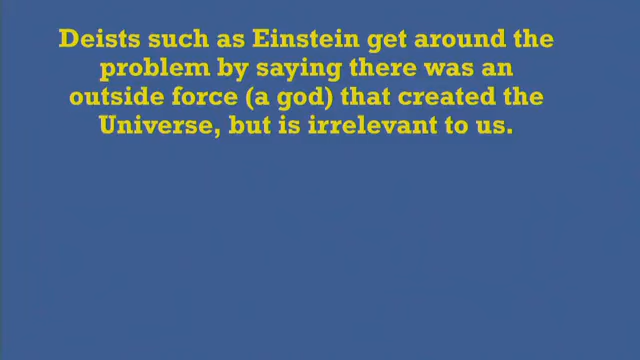 Deists such as Einstein get around the
problem by saying there was an
outside force (a god) that created the
Universe, but is irrelevant to us.